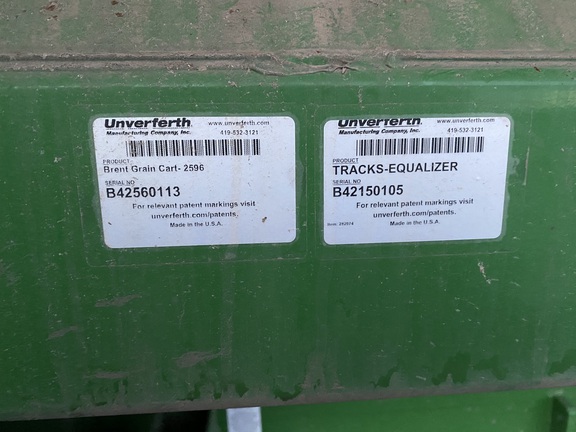 Unverferth www.unverferth.com
Manufacturing Company, Inc. 419-532-3121
PRODUCT
Brent Grain Cart- 2596
SERIAL NO
B42560113
For relevant patent markings visit
unverferth.com/patents.
Made in the U.S.A.
Unverferth www.unverferth.com
Manufacturing Company, Inc. 419-532-3121
PRODUCT
TRACKS-EQUALIZER
SERIAL NO
B42150105
For relevant patent markings visit
unverferth.com/patents.
Made in the U.S.A.